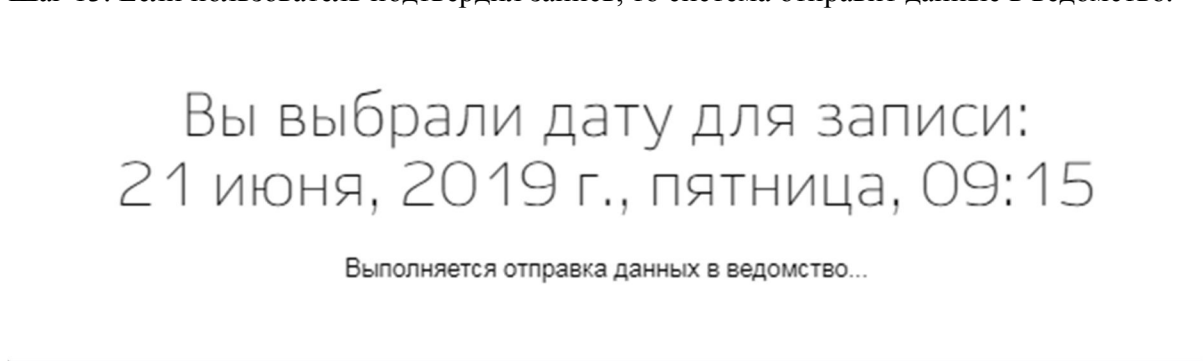 Вы выбрали дату для записи:
21 июня, 2019 г., пятница, 09:15
Выполняется отправка данных в ведомство...